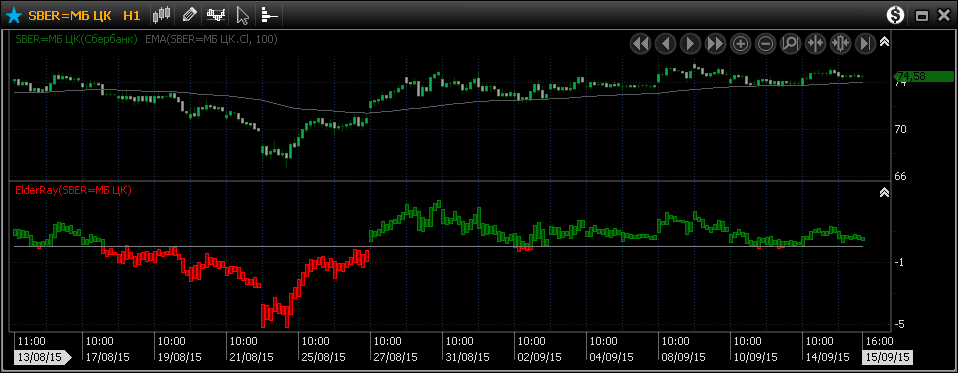 SBER=МБ ЦК H1
$
SBER=МБ ЦК(Сбербанк) EMA(SBER=МБ ЦК.Cl, 100)
74,58
74
70
66
ElderRay(SBER=МБ ЦК)
-1
-5
11:00 10:00 10:00 10:00 10:00 10:00 10:00 10:00 10:00 10:00 10:00 10:00 16:00
13/08/15 17/08/15 19/08/15 21/08/15 25/08/15 27/08/15 31/08/15 02/09/15 04/09/15 08/09/15 10/09/15 14/09/15 15/09/15